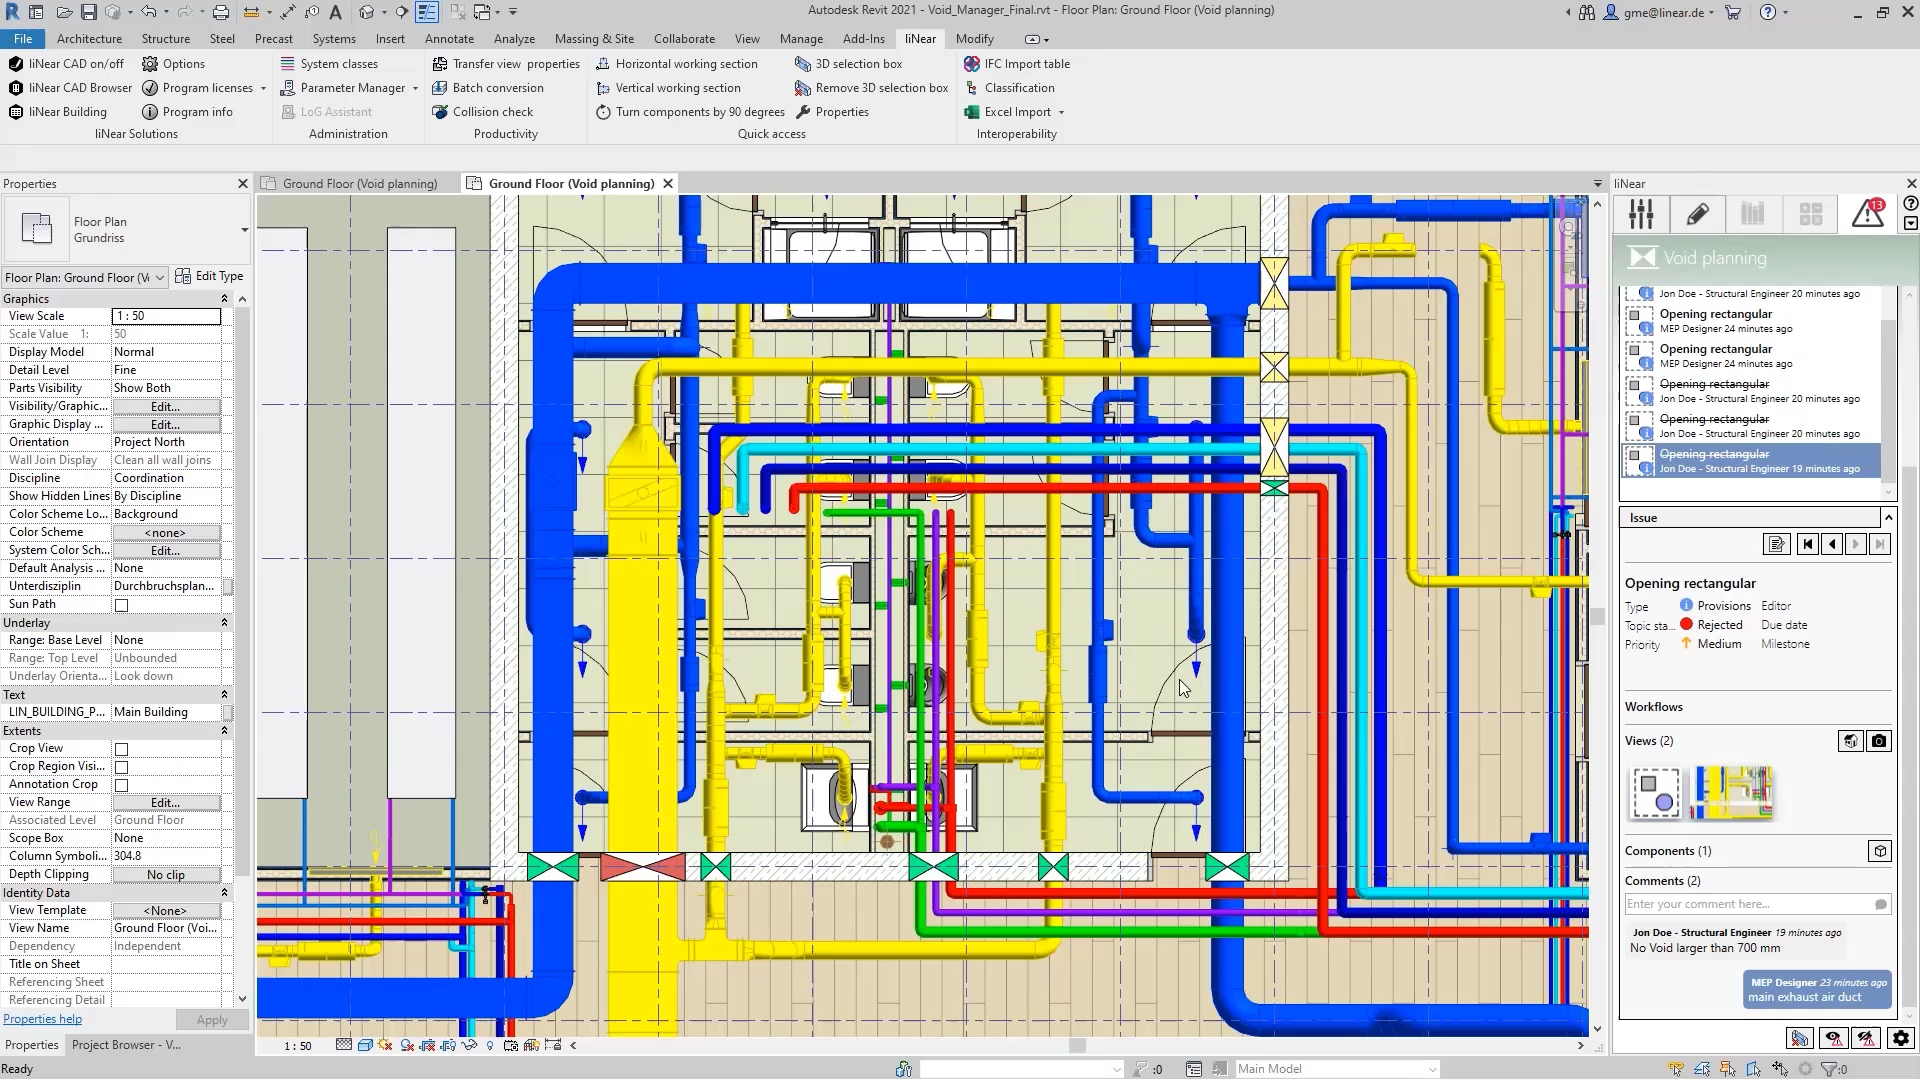 Autodesk Revit 2021 - Void_Manager_Final.rvt - Floor Plan: Ground Floor (Void planning)
gme@linear.de
File Architecture Structure Steel Precast Systems Insert Annotate Analyze Massing & Site Collaborate View Manage Add-Ins liNear Modify
liNear CAD on/off Options System classes Transfer view properties Horizontal working section 3D selection box IFC Import table
liNear CAD Browser Program licenses Parameter Manager Batch conversion Vertical working section Remove 3D selection box Classification
liNear Building Program info LoG Assistant Collision check Turn components by 90 degrees Properties Excel Import
liNear Solutions Administration Productivity Quick access Interoperability
Properties
Floor Plan
Grundriss
Floor Plan: Ground Floor (V Edit Type
Graphics
View Scale 1 : 50
Scale Value 1: 50
Display Model Normal
Detail Level Fine
Parts Visibility Show Both
Visibility/Graphic... Edit...
Graphic Display ... Edit...
Orientation Project North
Wall Join Display Clean all wall joins
Discipline Coordination
Show Hidden Lines By Discipline
Color Scheme Lo... Background
Color Scheme <none>
System Color Sch... Edit...
Default Analysis ... None
Unterdisziplin Durchbruchsplan...
Sun Path
Underlay
Range: Base Level None
Range: Top Level Unbounded
Underlay Orienta... Look down
Text
LIN_BUILDING_P... Main Building
Extents
Crop View
Crop Region Visi...
Annotation Crop
View Range Edit...
Associated Level Ground Floor
Scope Box None
Column Symboli... 304.8
Depth Clipping No clip
Identity Data
View Template <None>
View Name Ground Floor (Voi...
Dependency Independent
Title on Sheet
Referencing Sheet
Referencing Detail
Properties help Apply
Properties Project Browser - V...
Ready
Ground Floor (Void planning) Ground Floor (Void planning)
1 : 50
:0
Main Model
:0
liNear
13
Void planning
Jon Doe - Structural Engineer 20 minutes ago
Opening rectangular
MEP Designer 24 minutes ago
Opening rectangular
MEP Designer 24 minutes ago
Opening rectangular
Jon Doe - Structural Engineer 20 minutes ago
Opening rectangular
Jon Doe - Structural Engineer 20 minutes ago
Opening rectangular
Jon Doe - Structural Engineer 19 minutes ago
Issue
Opening rectangular
Type Provisions Editor
Topic sta... Rejected Due date
Priority Medium Milestone
Workflows
Views (2)
Components (1)
Comments (2)
Enter your comment here...
Jon Doe - Structural Engineer 19 minutes ago
No Void larger than 700 mm
MEP Designer 23 minutes ago
main exhaust air duct